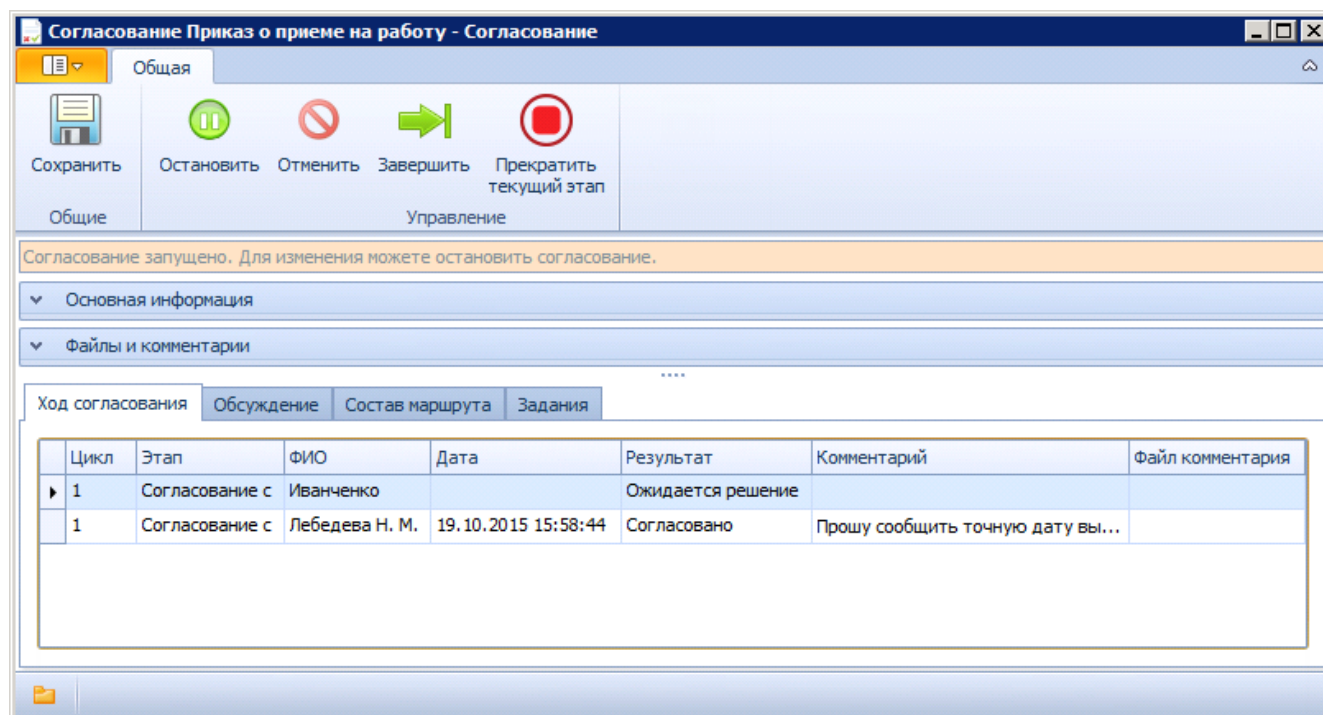 Согласование Приказ о приеме на работу - Согласование
Общая
Сохранить
Остановить
Отменить
Завершить
Прекратить
текущий этап
Общие
Управление
Согласование запущено. Для изменения можете остановить согласование.
Основная информация
Файлы и комментарии
Ход согласования Обсуждение Состав маршрута Задания
Цикл Этап ФИО Дата Результат Комментарий Файл комментария
1 Согласование с Иванченко Ожидается решение
1 Согласование с Лебедева Н. М. 19.10.2015 15:58:44 Согласовано Прошу сообщить точную дату вы...